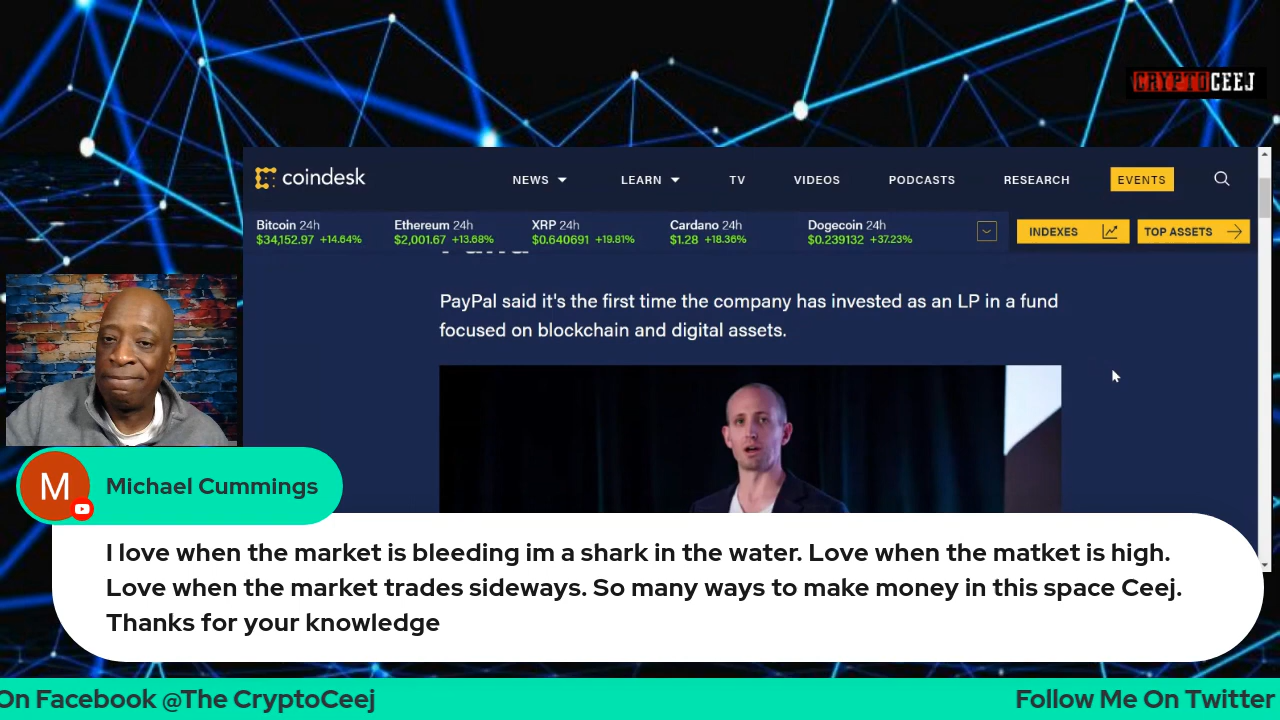 CRYPTOCEEJ
coindesk
NEWS LEARN TV VIDEOS PODCASTS RESEARCH EVENTS
Bitcoin 24h Ethereum 24h XRP 24h Cardano 24h Dogecoin 24h
$34,152.97 +14.64% $2,001.67 +13.68% $0.640691 +19.81% $1.28 +18.36% $0.239132 +37.23%
INDEXES TOP ASSETS
PayPal said it's the first time the company has invested as an LP in a fund
focused on blockchain and digital assets.
M
Michael Cummings
I love when the market is bleeding im a shark in the water. Love when the matket is high.
Love when the market trades sideways. So many ways to make money in this space Ceej.
Thanks for your knowledge
On Facebook @The CryptoCeej
Follow Me On Twitter